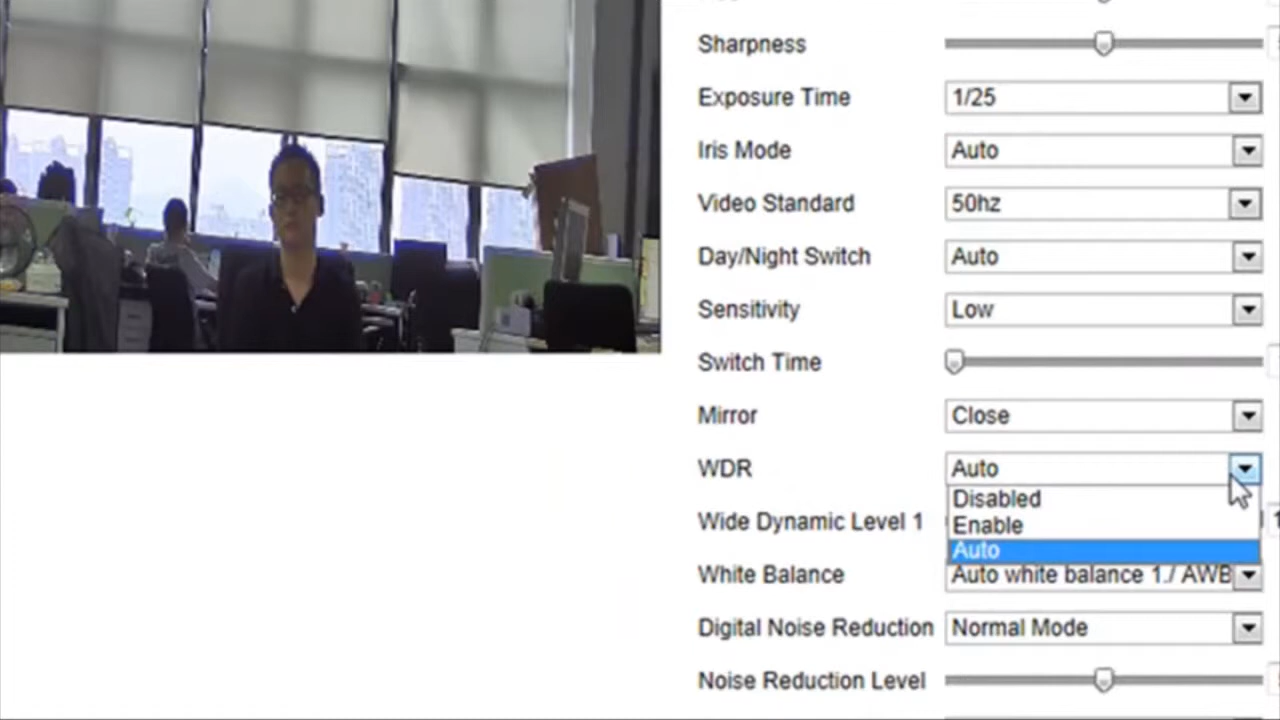 Sharpness
Exposure Time 1/25
Iris Mode Auto
Video Standard 50hz
Day/Night Switch Auto
Sensitivity Low
Switch Time
Mirror Close
WDR Auto
Disabled
Wide Dynamic Level 1 Enable
Auto
White Balance Auto white balance 1./ AWB
Digital Noise Reduction Normal Mode
Noise Reduction Level